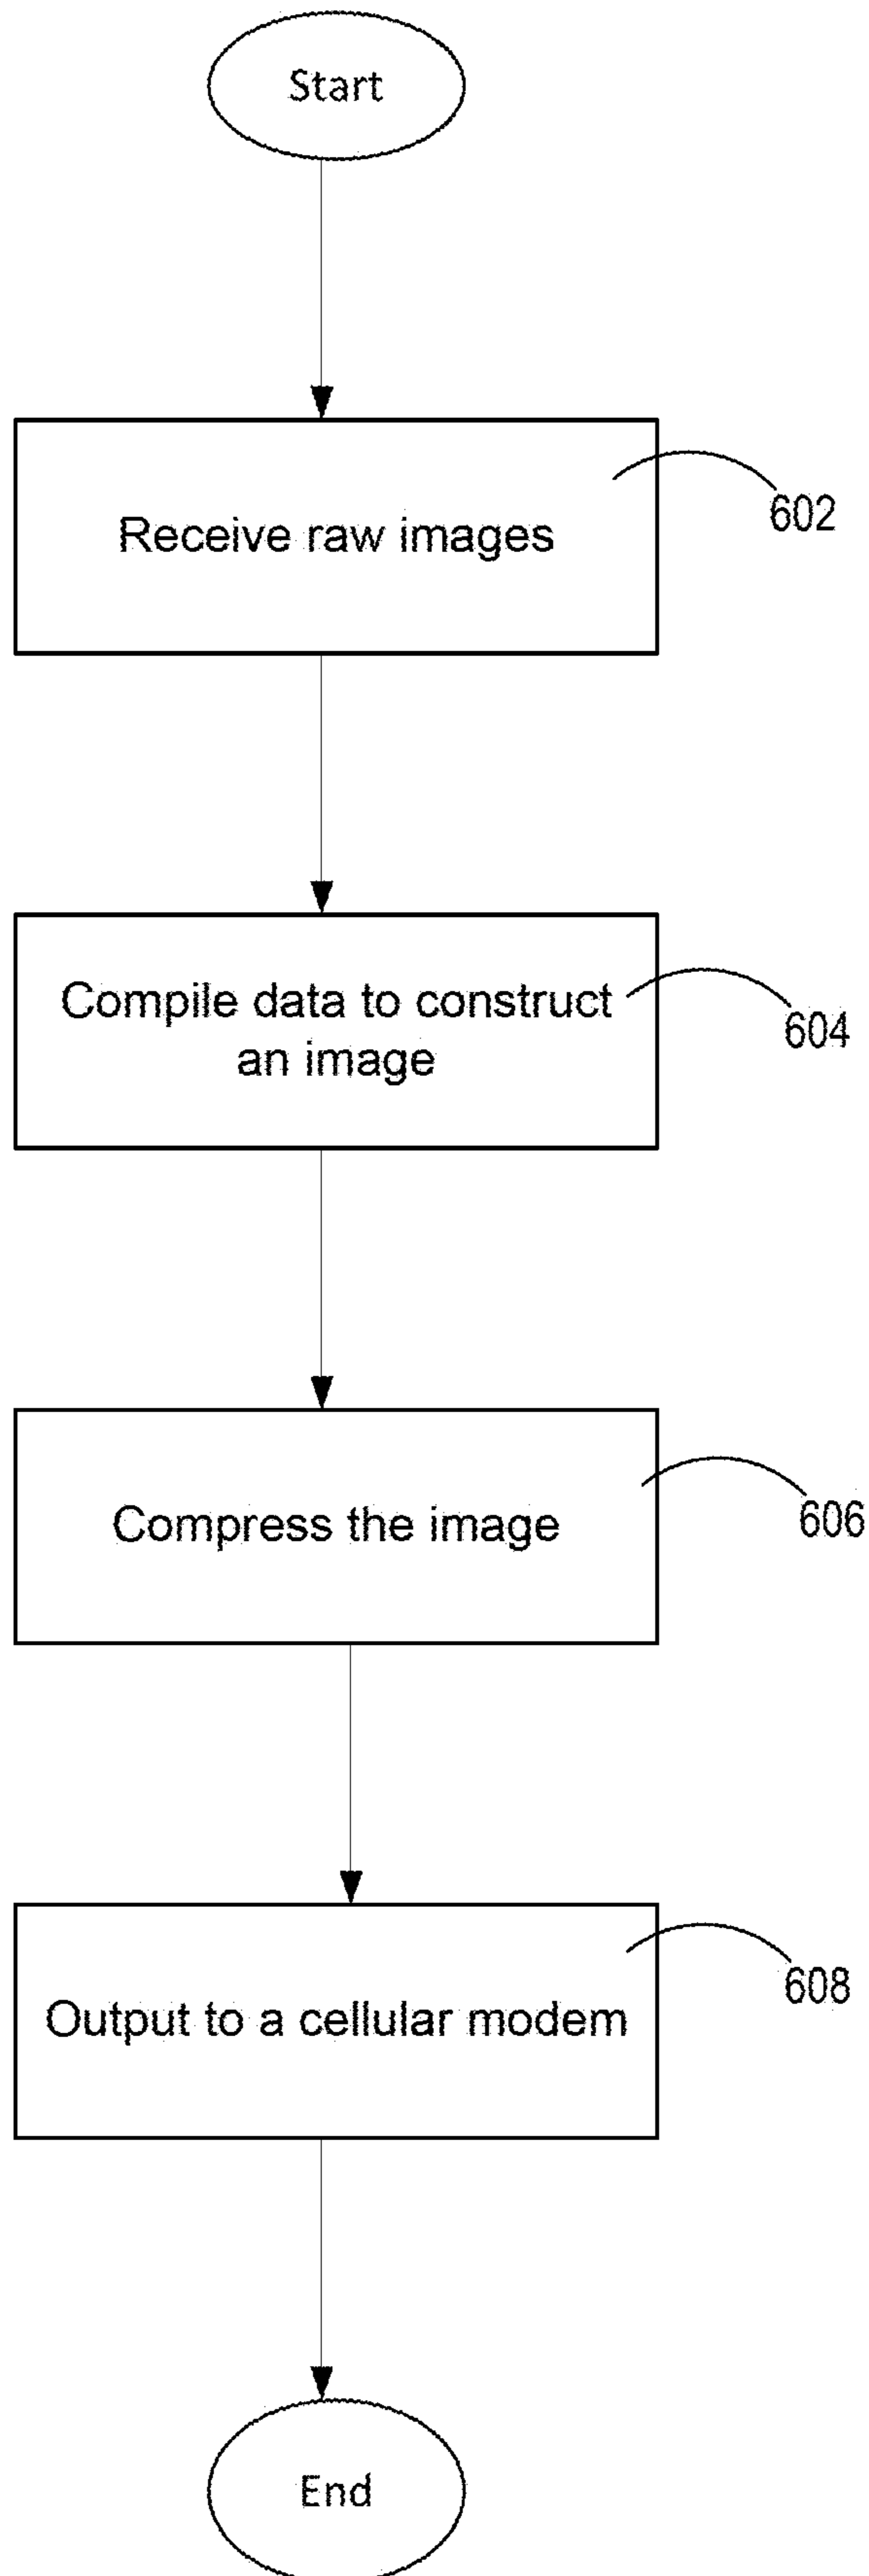 Start
Receive raw images
602
Compile data to construct
an image
604
Compress the image
606
Output to a cellular modem
608
End